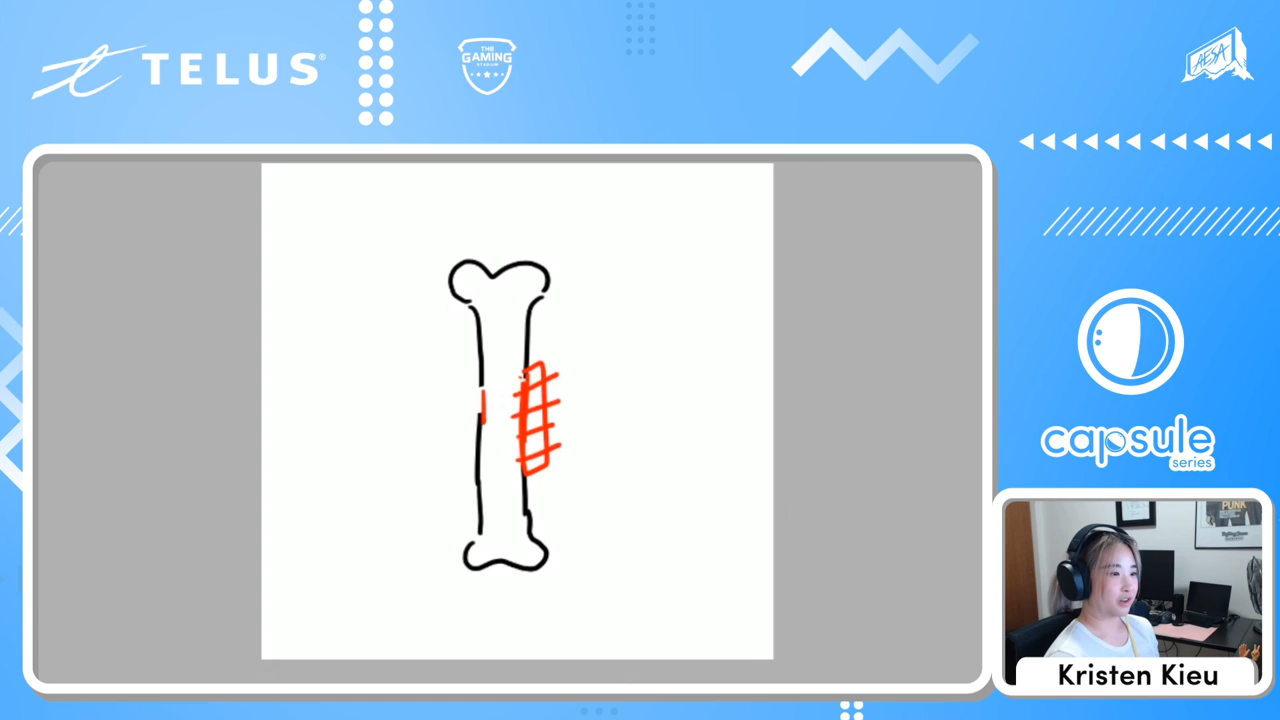 TELUS®
THE
GAMING
STADIUM
AESA
capsule
series
PUNK
Kristen Kieu